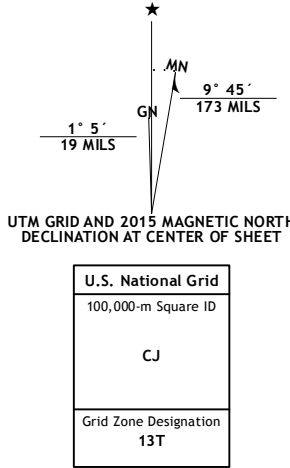 ★
MN
GN
9° 45´
173 MILS
1° 5´
19 MILS
UTM GRID AND 2015 MAGNETIC NORTH
DECLINATION AT CENTER OF SHEET
U.S. National Grid
100,000-m Square ID
CJ
Grid Zone Designation
13T